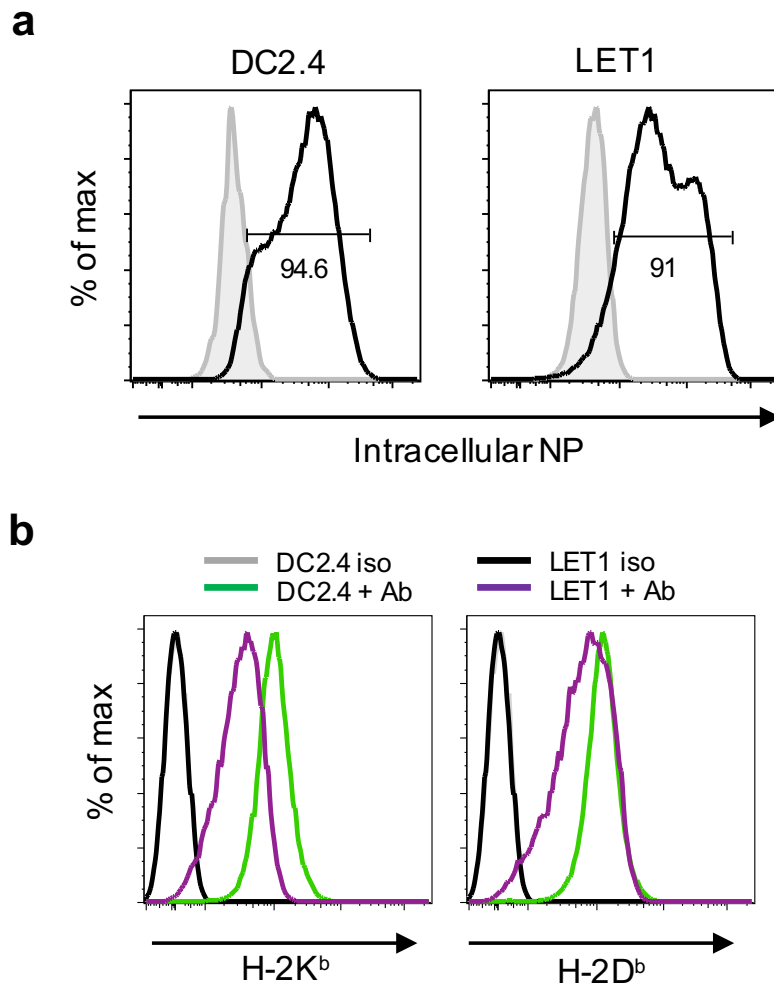 a
DC2.4
LET1
% of max
94.6
91
Intracellular NP
b
DC2.4 iso
LET1 iso
DC2.4 + Ab
LET1 + Ab
% of max
H-2Kᵇ
H-2Dᵇ